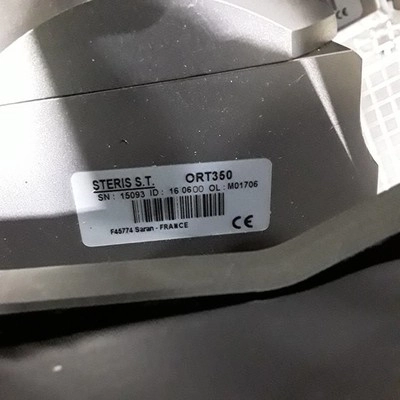 STERIS S.T. ORT350
SN : 15093 ID : 16 0600 OL : M01706
F45774 Saran - FRANCE
CE